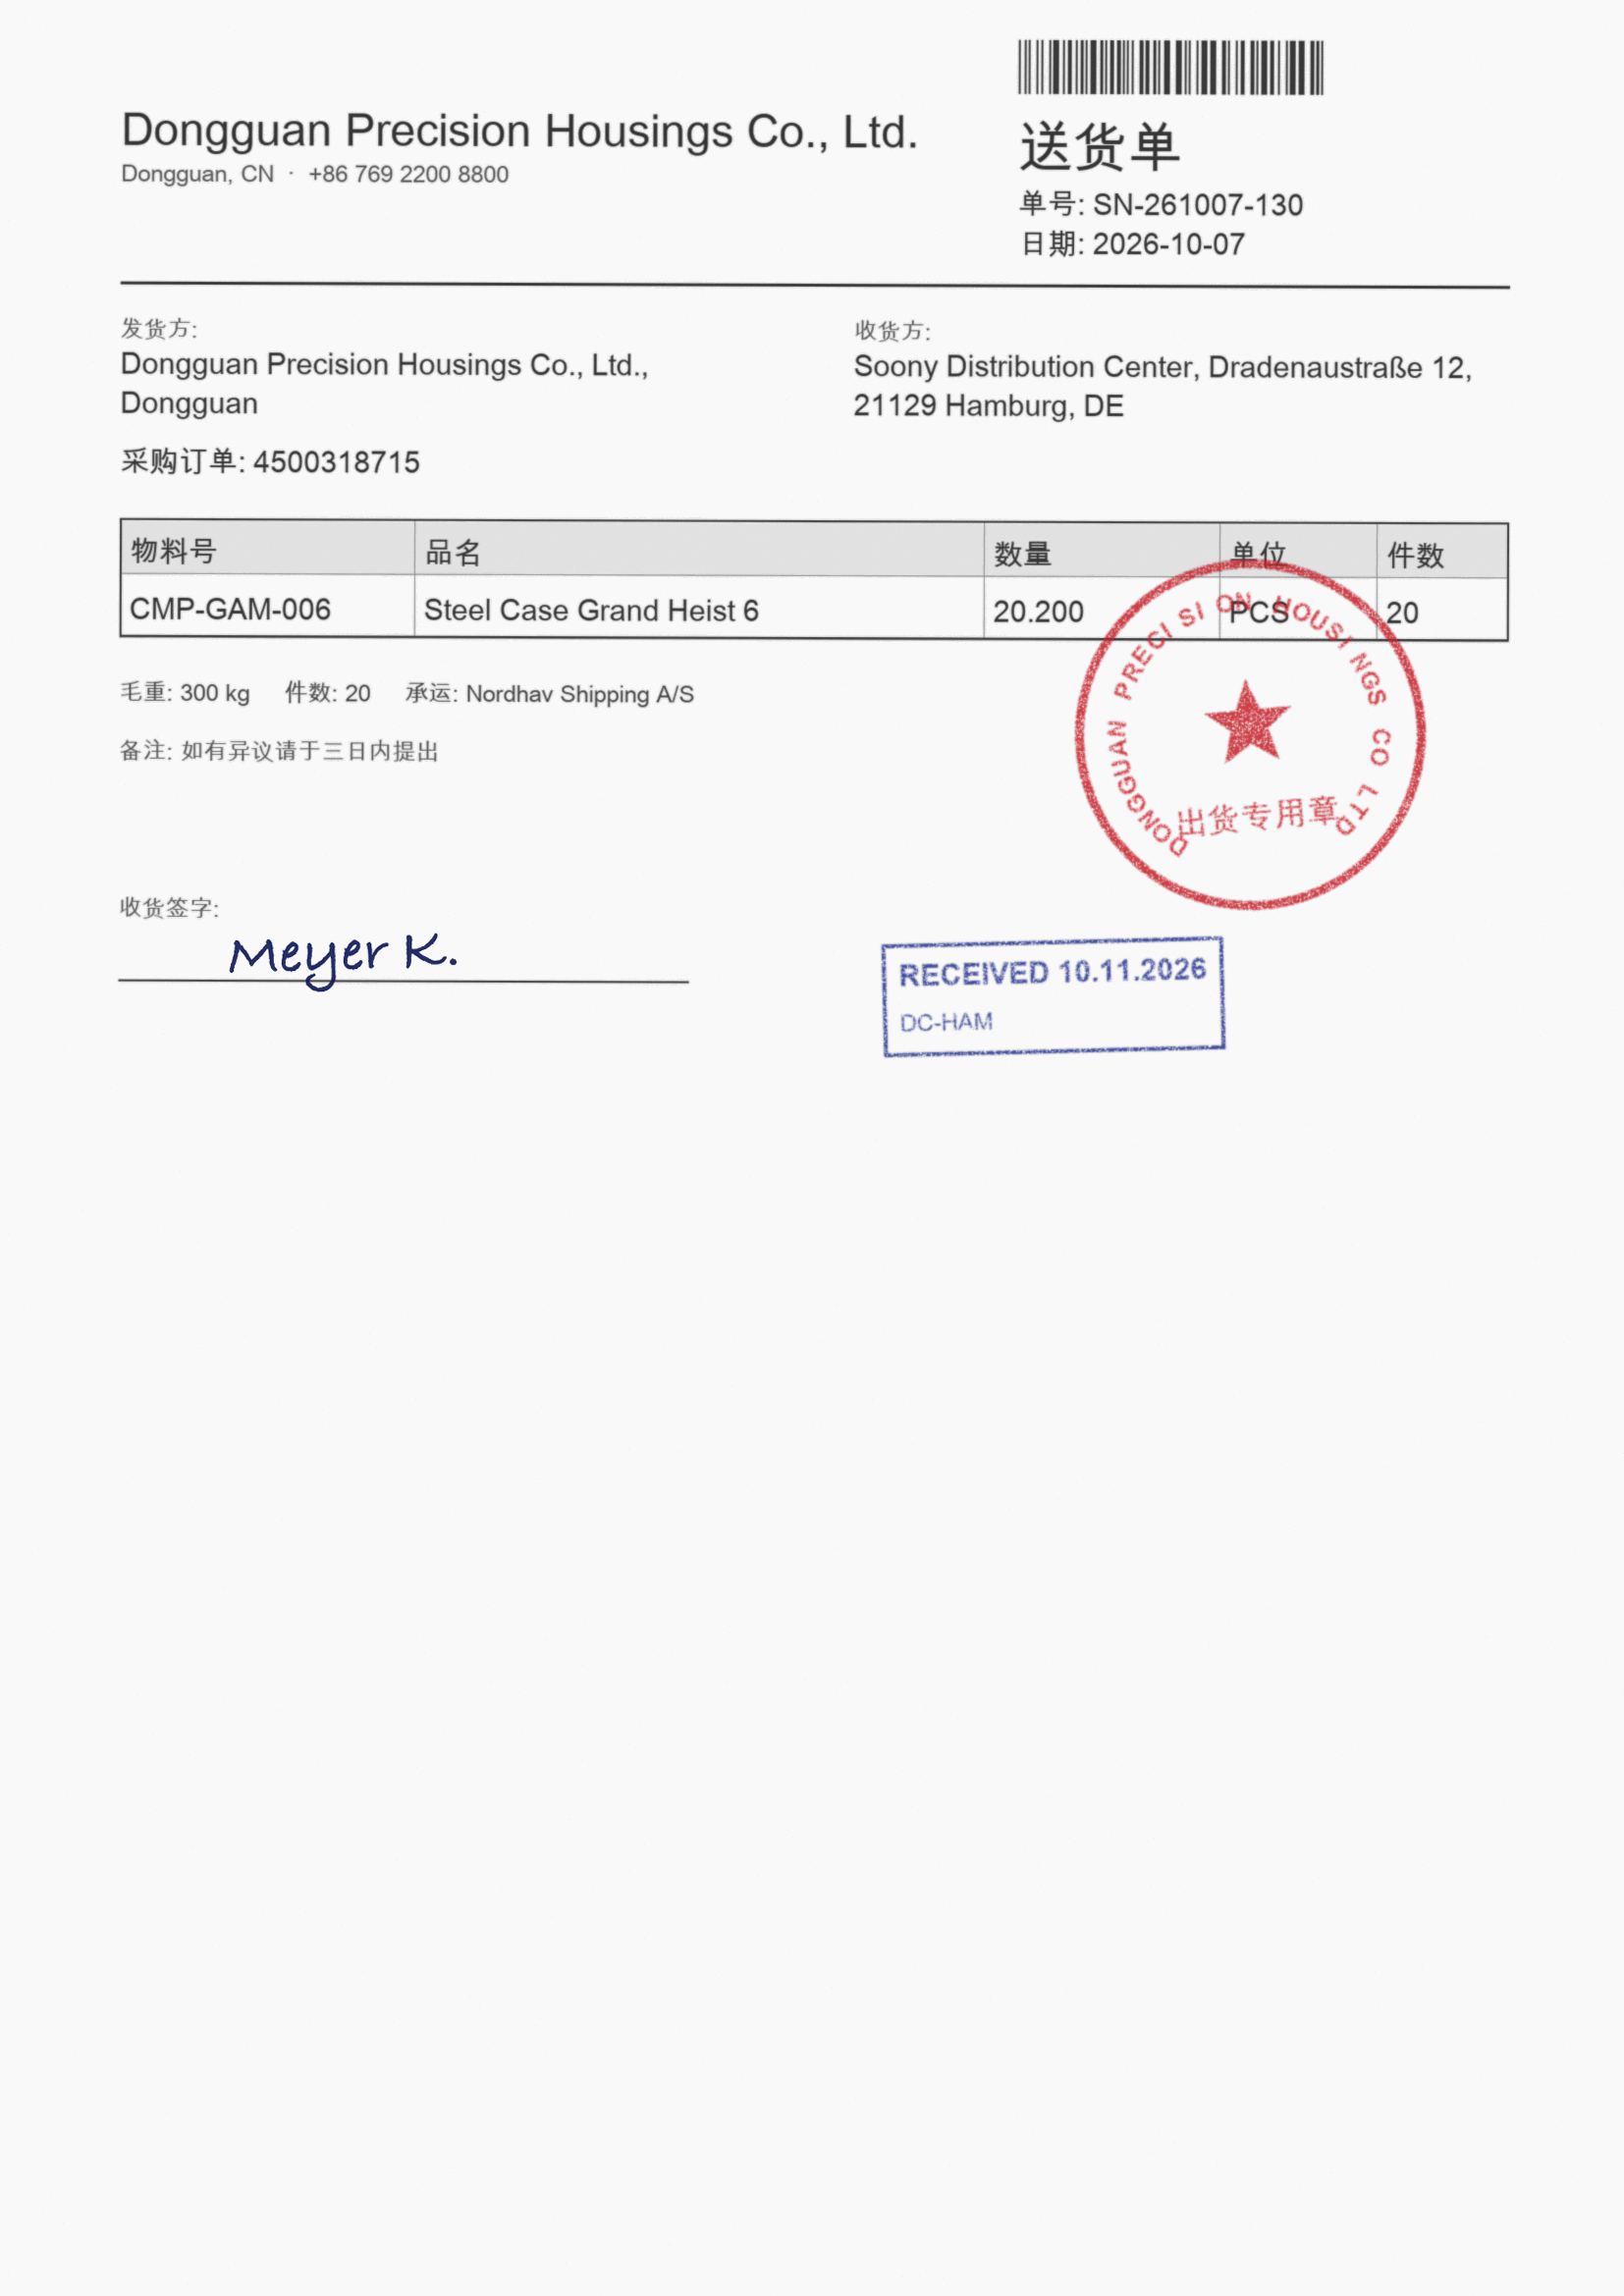 Dongguan Precision Housings Co., Ltd.
Dongguan, CN · +86 769 2200 8800
送货单
单号: SN-261007-130
日期: 2026-10-07
发货方:
Dongguan Precision Housings Co., Ltd.,
Dongguan
收货方:
Soony Distribution Center, Dradenaustraße 12,
21129 Hamburg, DE
采购订单: 4500318715
物料号 品名 数量 单位 件数
CMP-GAM-006 Steel Case Grand Heist 6 20.200 PCS 20
毛重: 300 kg 件数: 20 承运: Nordhav Shipping A/S
备注: 如有异议请于三日内提出
DONGGUAN PRECISION HOUSINGS CO LTD
出货专用章
收货签字:
Meyer K.
RECEIVED 10.11.2026
DC-HAM